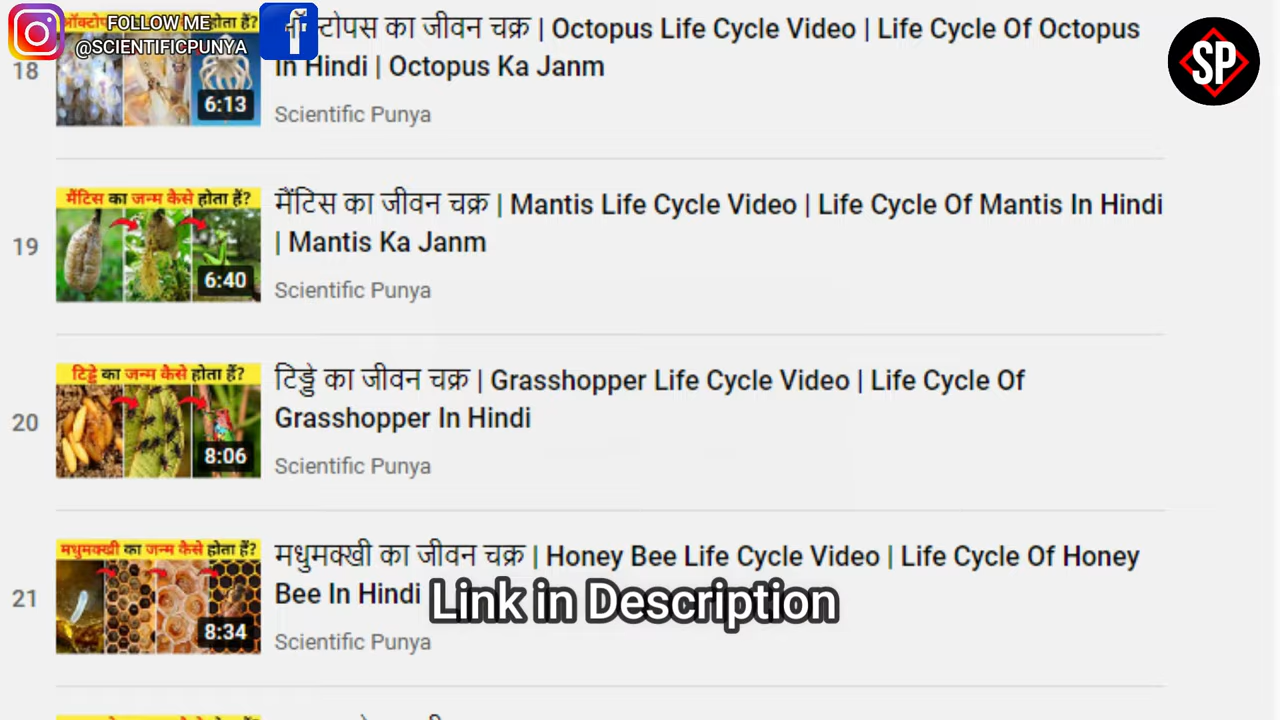 FOLLOW ME
@SCIENTIFICPUNYA
होता हैं?
SP
18
6:13
ऑक्टोपस का जीवन चक्र | Octopus Life Cycle Video | Life Cycle Of Octopus
In Hindi | Octopus Ka Janm
Scientific Punya
19
मैंटिस का जन्म कैसे होता हैं?
6:40
मैंटिस का जीवन चक्र | Mantis Life Cycle Video | Life Cycle Of Mantis In Hindi
| Mantis Ka Janm
Scientific Punya
20
टिड्डे का जन्म कैसे होता हैं?
8:06
टिड्डे का जीवन चक्र | Grasshopper Life Cycle Video | Life Cycle Of
Grasshopper In Hindi
Scientific Punya
21
मधुमक्खी का जन्म कैसे होता हैं?
8:34
मधुमक्खी का जीवन चक्र | Honey Bee Life Cycle Video | Life Cycle Of Honey
Bee In Hindi
Link in Description
Scientific Punya